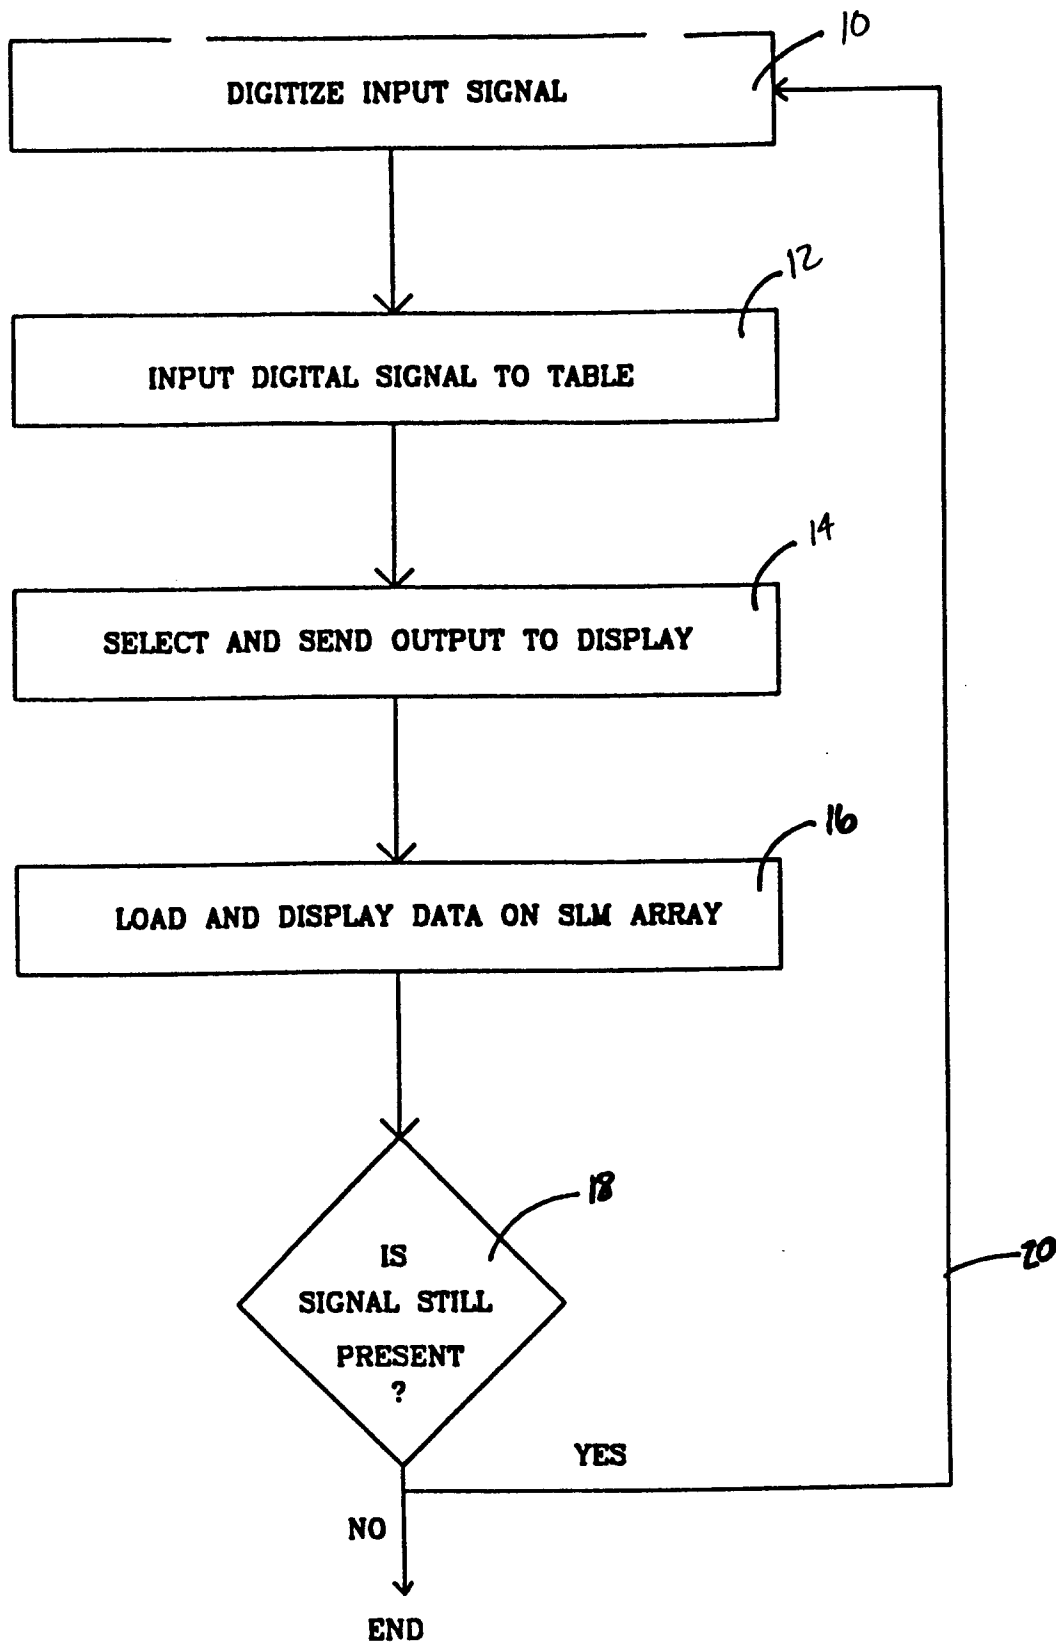 10
DIGITIZE INPUT SIGNAL
12
INPUT DIGITAL SIGNAL TO TABLE
14
SELECT AND SEND OUTPUT TO DISPLAY
16
LOAD AND DISPLAY DATA ON SLM ARRAY
18
IS
SIGNAL STILL
PRESENT
?
20
YES
NO
END